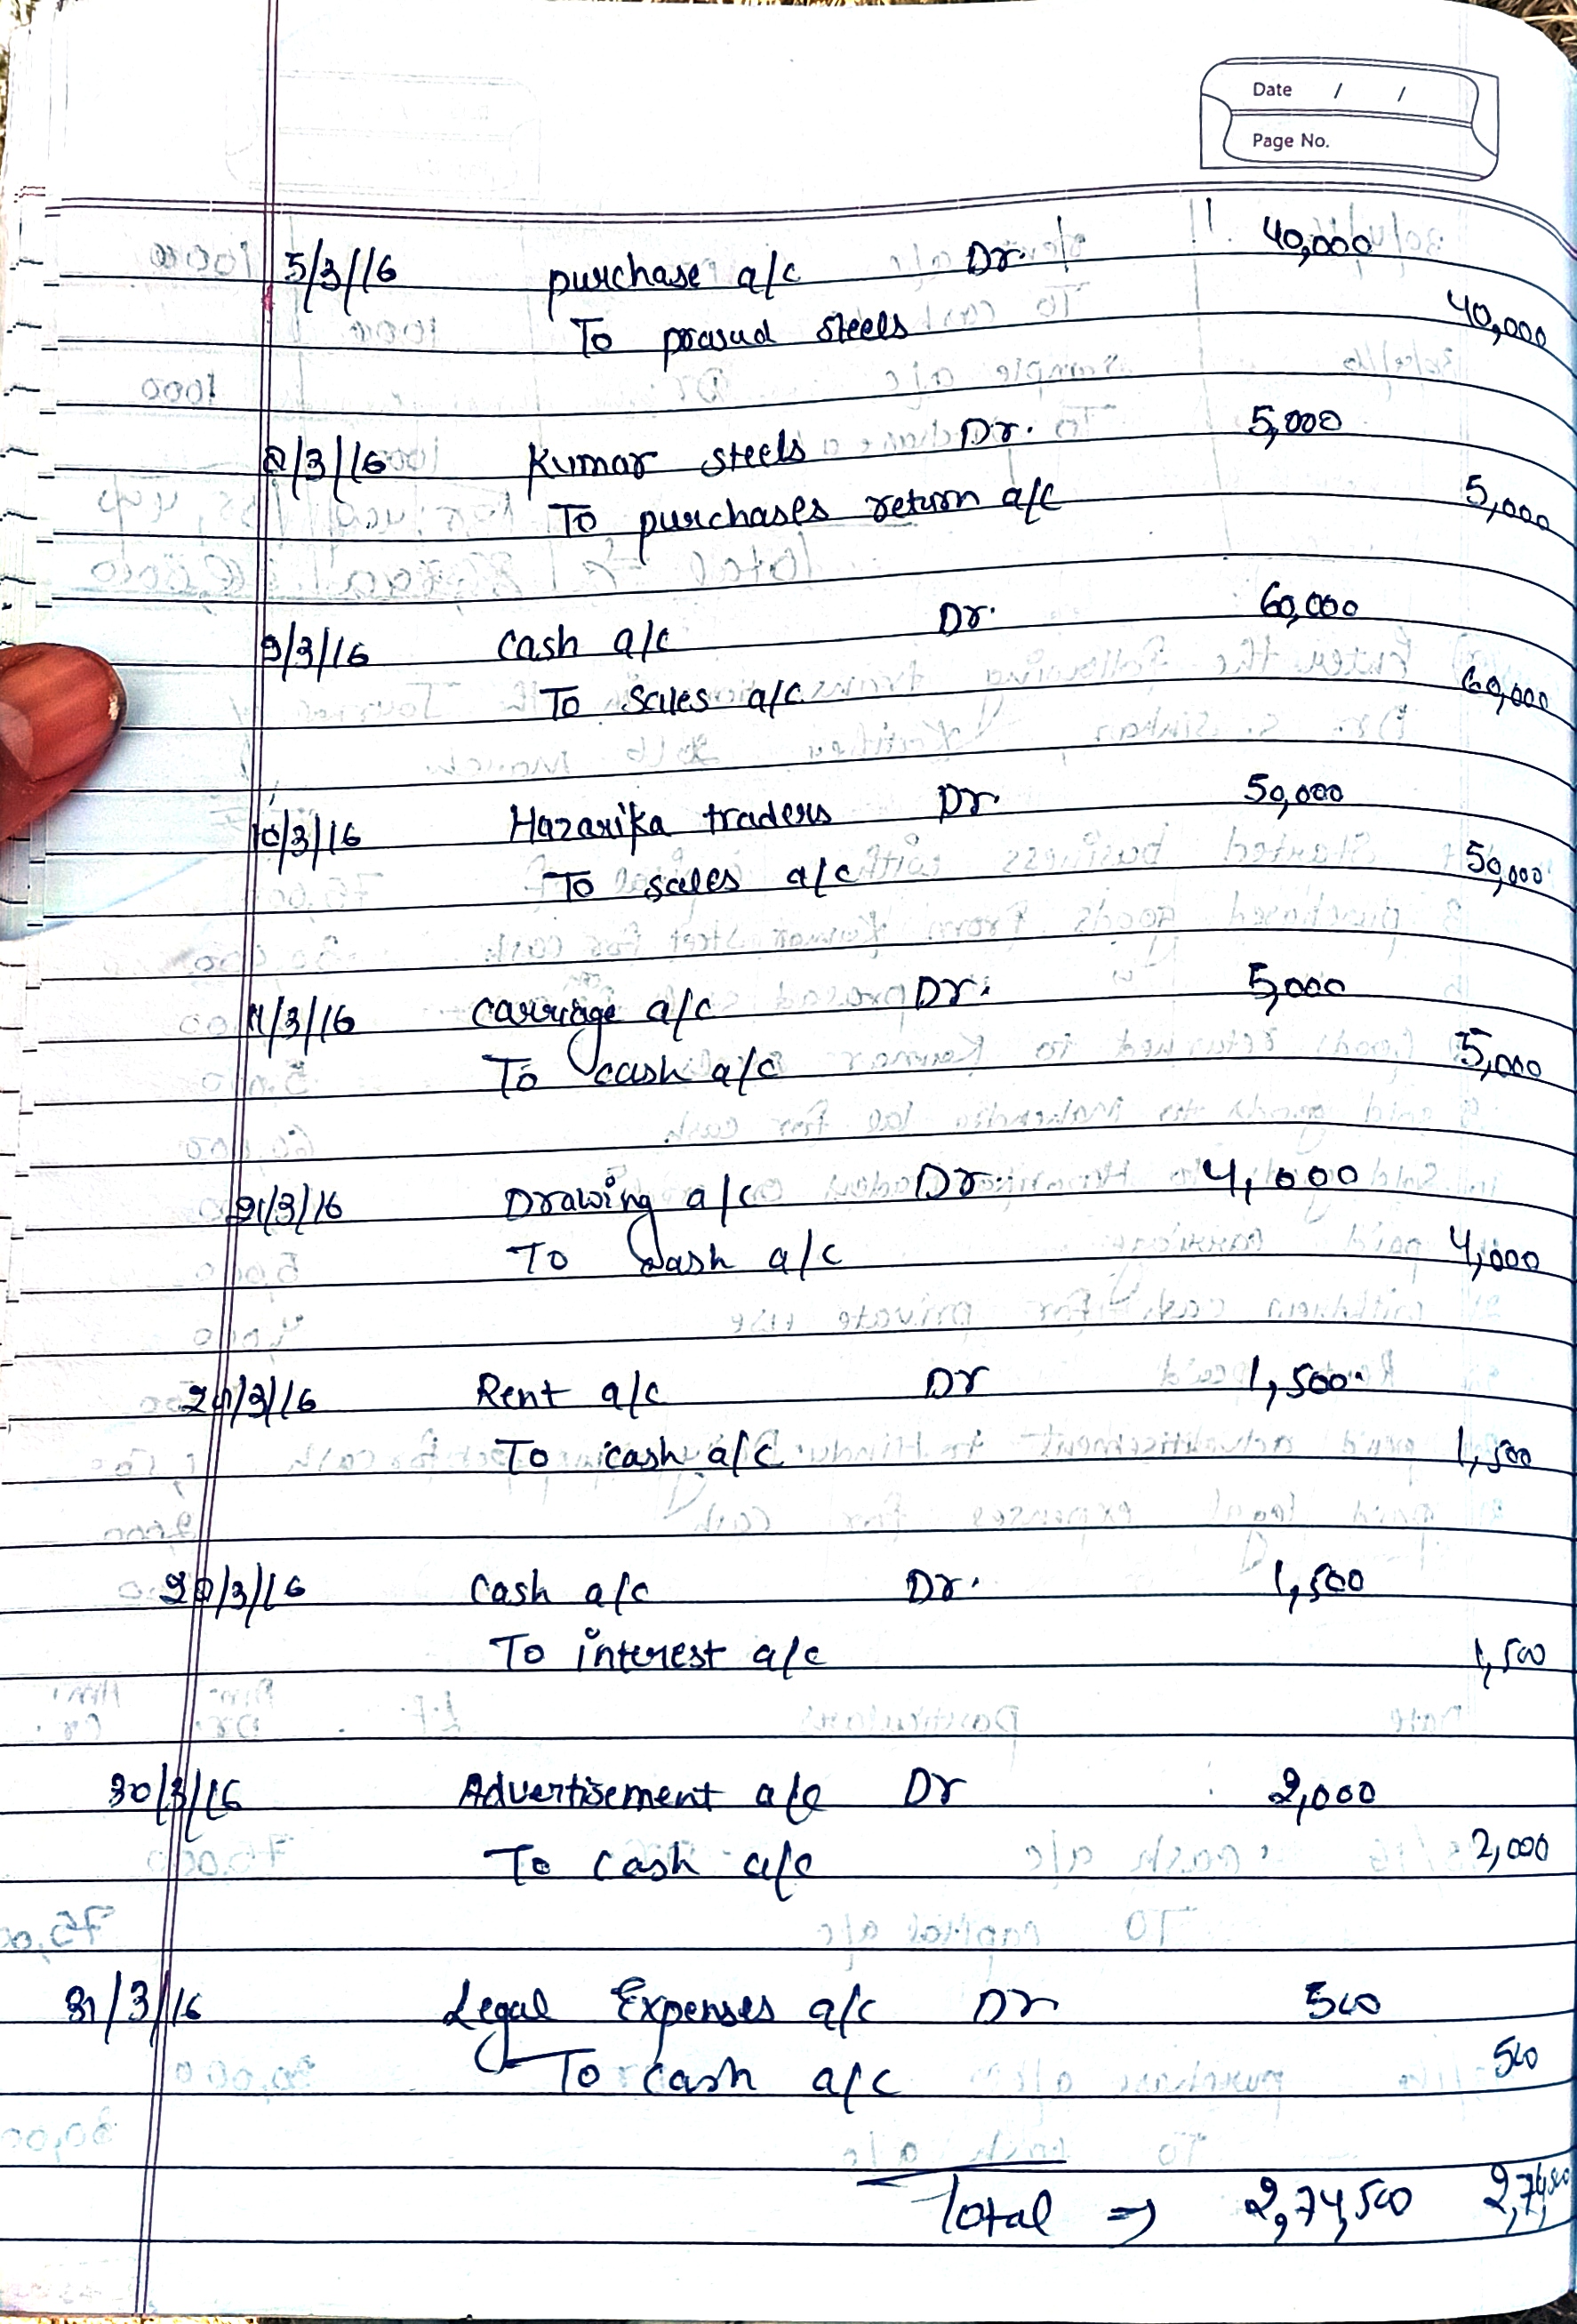 Date / /
Page No.
5/3/16 purchase a/c Dr. 40,000
To prasad steels 40,000
8/3/16 Kumar steels Dr. 5,000
To purchases return a/c 5,000
9/3/16 Cash a/c Dr. 60,000
To Sales a/c 60,000
10/3/16 Hazarika traders Dr 50,000
To sales a/c 50,000
11/3/16 Carriage a/c Dr. 5,000
To cash a/c 5,000
21/3/16 Drawing a/c Dr. 4,000
To cash a/c 4,000
/3/16 Rent a/c Dr 1,500
To cash a/c 1,500
/3/16 Cash a/c Dr. 1,500
To interest a/c 1,500
30/3/16 Advertisement a/c Dr 2,000
To Cash a/c 2,000
31/3/16 Legal Expenses a/c Dr 500
To cash a/c 500
Total ⇒ 2,74,500 2,74,500